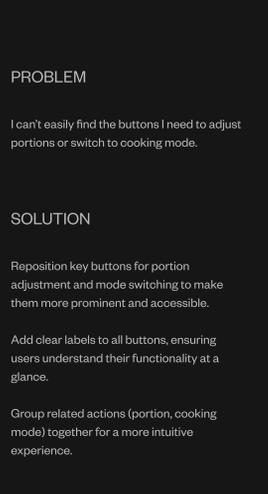 PROBLEM
I can't easily find the buttons I need to adjust
portions or switch to cooking mode.
SOLUTION
Reposition key buttons for portion
adjustment and mode switching to make
them more prominent and accessible.
Add clear labels to all buttons, ensuring
users understand their functionality at a
glance.
Group related actions (portion, cooking
mode) together for a more intuitive
experience.